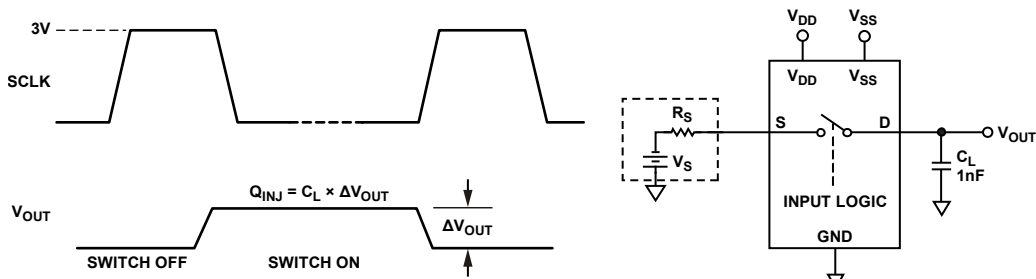 3V
SCLK
Q_INJ = C_L × ΔV_OUT
V_OUT
ΔV_OUT
SWITCH OFF
SWITCH ON
V_DD
V_SS
V_DD
V_SS
R_S
S
D
V_OUT
V_S
C_L
1nF
INPUT LOGIC
GND